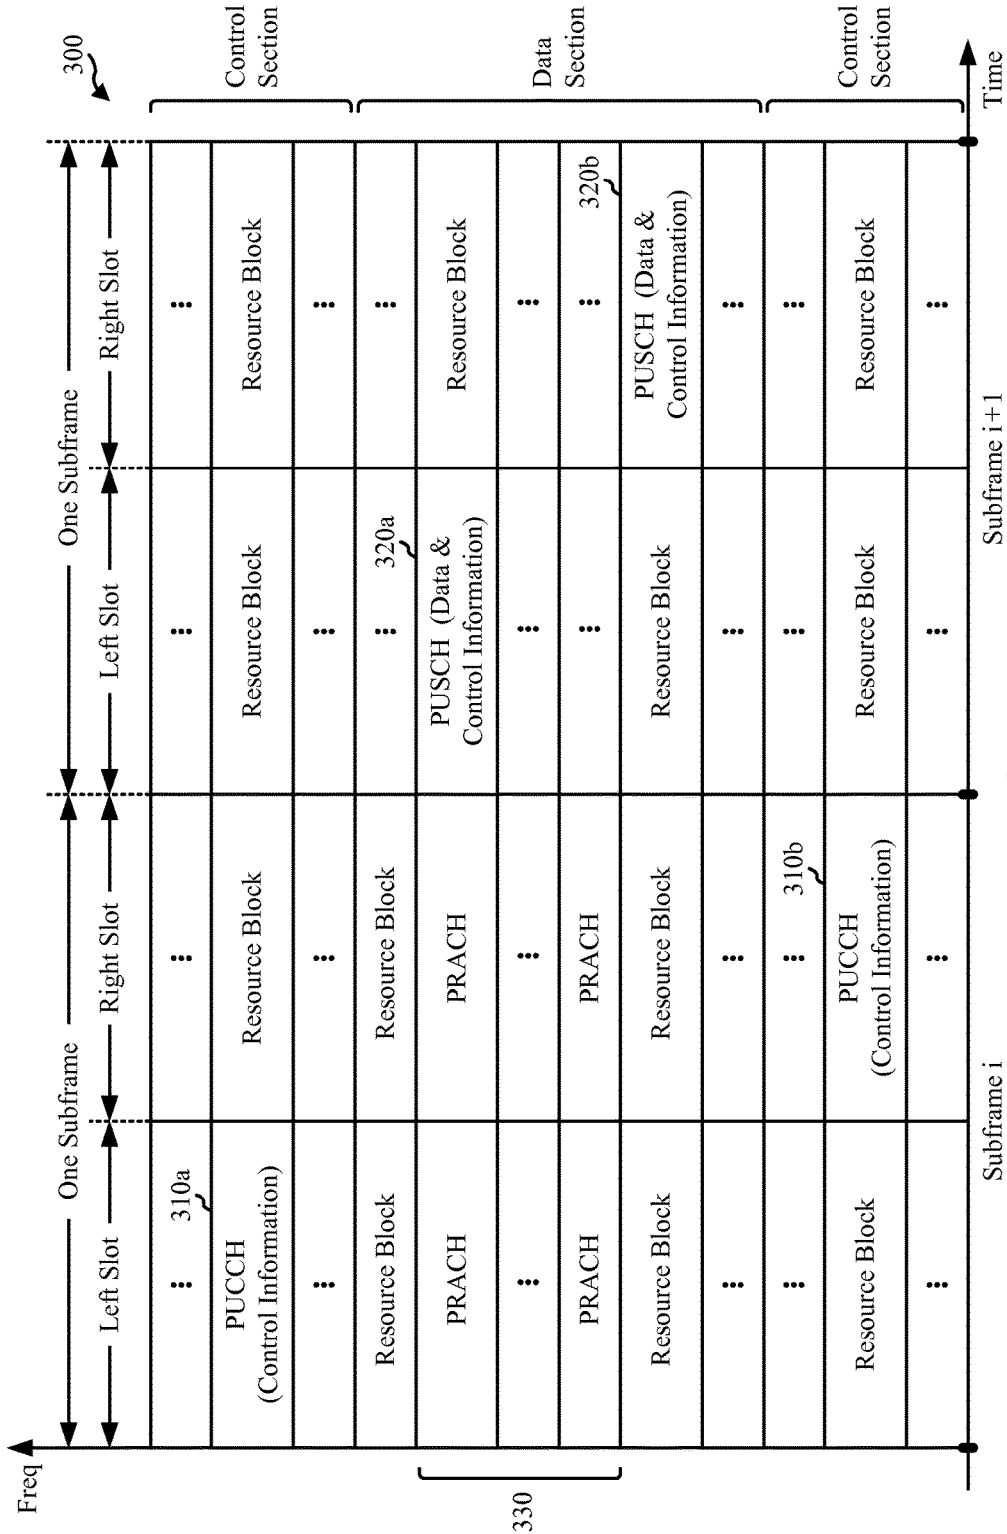 300
Freq
One Subframe
One Subframe
Left Slot
Right Slot
Left Slot
Right Slot
310a
PUCCH
(Control Information)
Resource Block
Resource Block
Resource Block
Control
Section
Resource Block
Resource Block
320a
PRACH
PRACH
PUSCH (Data &
Control Information)
Resource Block
330
PRACH
PRACH
320b
Data
Section
Resource Block
Resource Block
Resource Block
PUSCH (Data &
Control Information)
310b
Resource Block
PUCCH
(Control Information)
Resource Block
Resource Block
Control
Section
Subframe i
Subframe i+1
Time